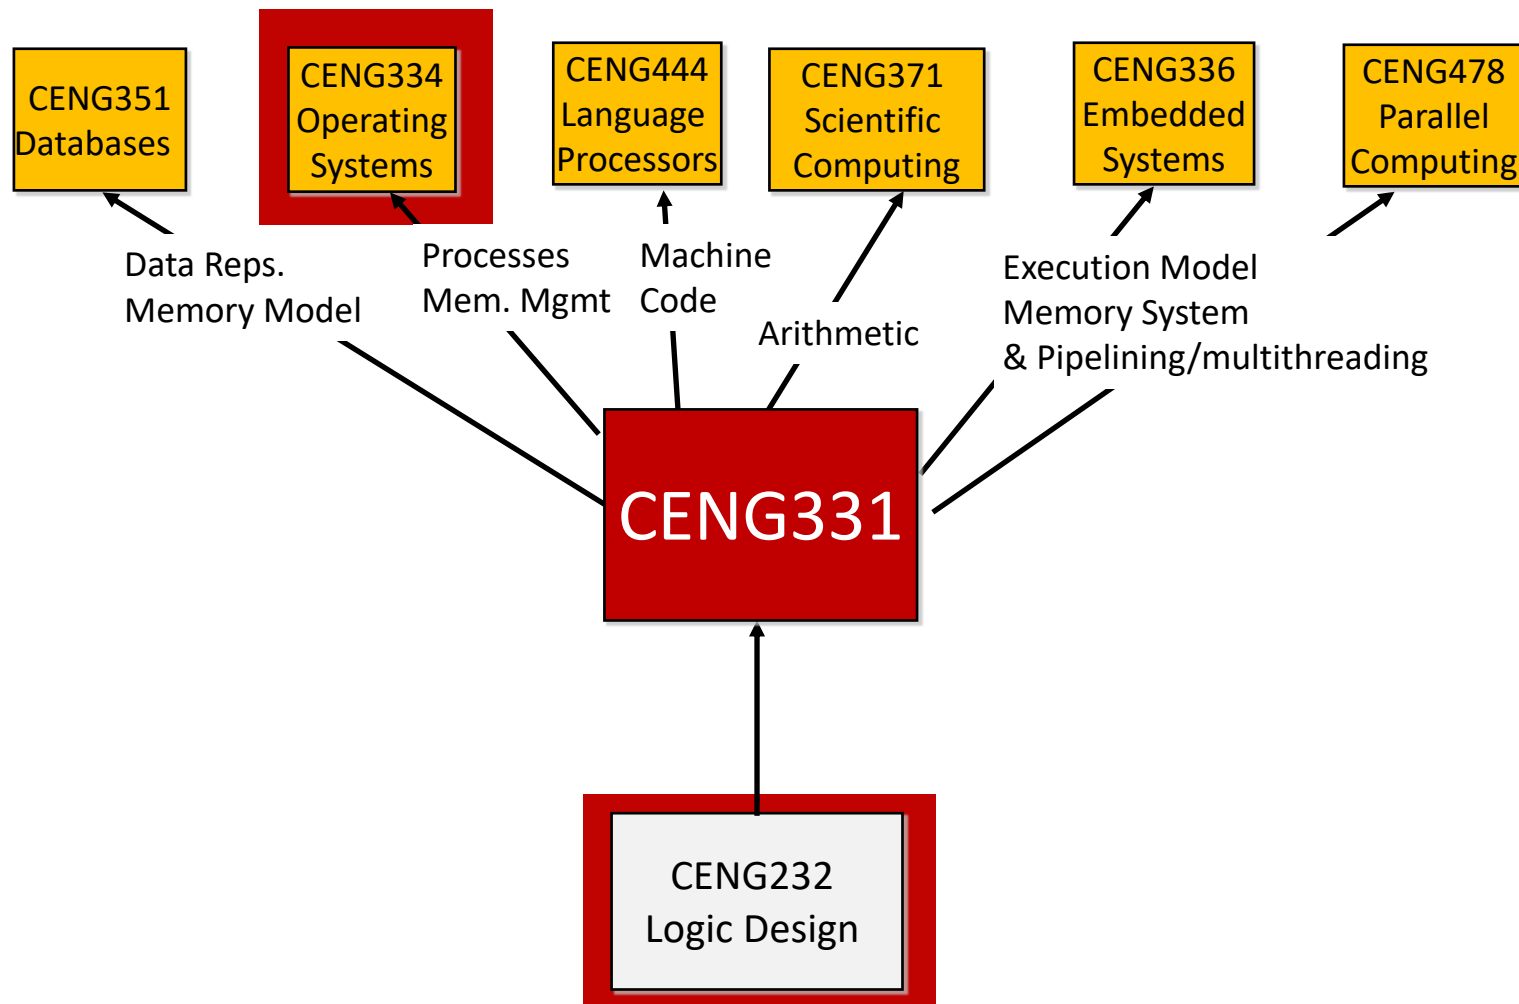 CENG351
Databases
CENG334
Operating
Systems
CENG444
Language
Processors
CENG371
Scientific
Computing
CENG336
Embedded
Systems
CENG478
Parallel
Computing
Data Reps.
Memory Model
Processes
Mem. Mgmt
Machine
Code
Arithmetic
Execution Model
Memory System
& Pipelining/multithreading
CENG331
CENG232
Logic Design